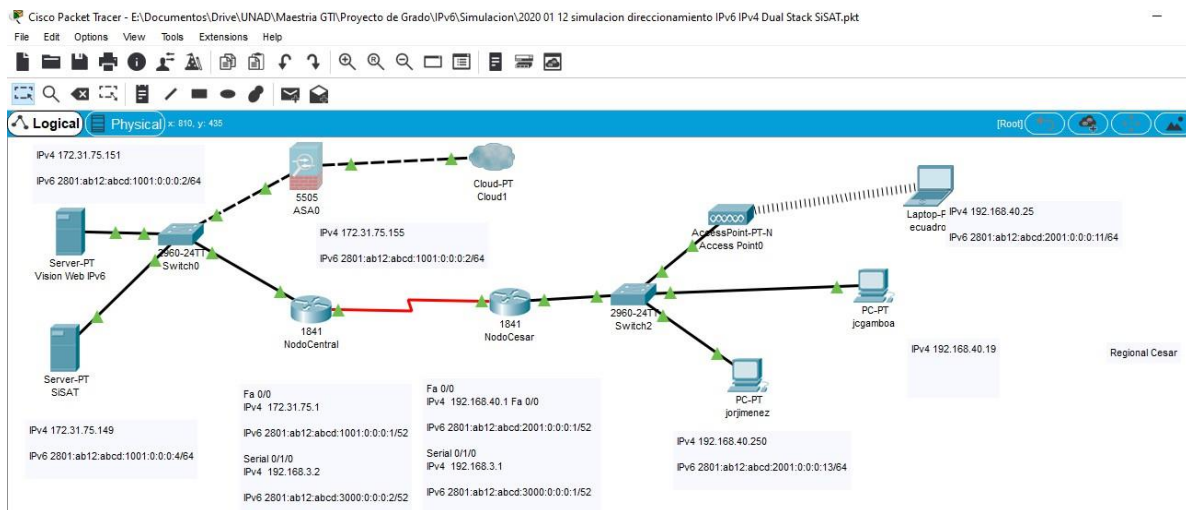 Cisco Packet Tracer - E:\Documentos\Drive\UNAD\Maestria GTI\Proyecto de Grado\IPv6\Simulacion\2020 01 12 simulacion direccionamiento IPv6 IPv4 Dual Stack SiSAT.pkt
File Edit Options View Tools Extensions Help
Logical Physical x: 810, y: 435 [Root]
IPv4 172.31.75.151
IPv6 2801:ab12:abcd:1001:0:0:0:2/64
5505
ASA0
Cloud-PT
Cloud1
Server-PT
Vision Web IPv6
2960-24TT
Switch0
IPv4 172.31.75.155
IPv6 2801:ab12:abcd:1001:0:0:0:2/64
AccessPoint-PT-N
Access Point0
Laptop-P
ecuadro
IPv4 192.168.40.25
IPv6 2801:ab12:abcd:2001:0:0:0:11/64
1841
NodoCentral
1841
NodoCesar
2960-24TT
Switch2
PC-PT
jcgamboa
IPv4 192.168.40.19
Regional Cesar
Server-PT
SiSAT
PC-PT
jorjimenez
IPv4 172.31.75.149
IPv6 2801:ab12:abcd:1001:0:0:0:4/64
Fa 0/0
IPv4 172.31.75.1
IPv6 2801:ab12:abcd:1001:0:0:0:1/52
Serial 0/1/0
IPv4 192.168.3.2
IPv6 2801:ab12:abcd:3000:0:0:0:2/52
Fa 0/0
IPv4 192.168.40.1 Fa 0/0
IPv6 2801:ab12:abcd:2001:0:0:0:1/52
Serial 0/1/0
IPv4 192.168.3.1
IPv6 2801:ab12:abcd:3000:0:0:0:1/52
IPv4 192.168.40.250
IPv6 2801:ab12:abcd:2001:0:0:0:13/64